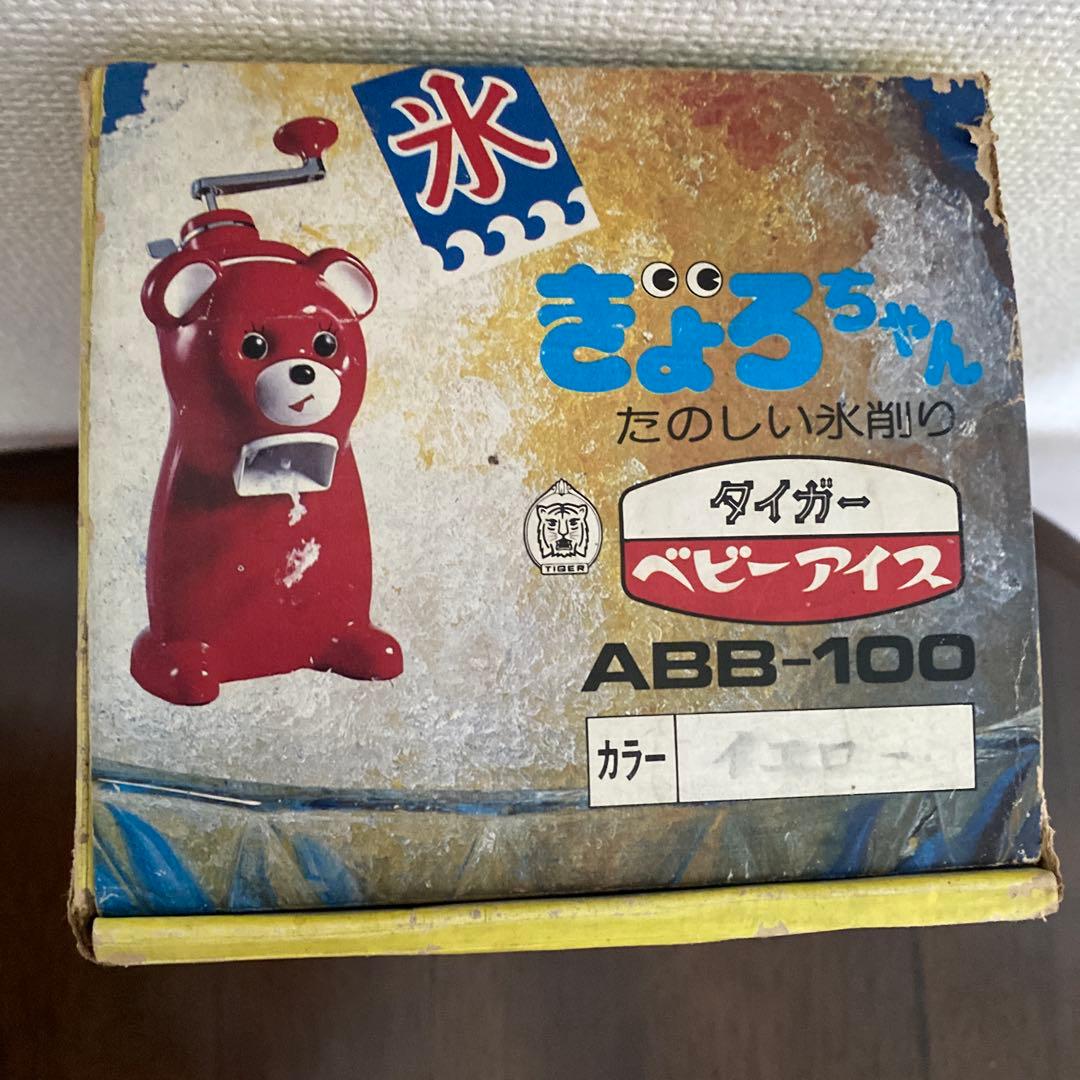 氷
きょろちゃん
たのしい氷削り
TIGER
タイガー
ベビーアイス
ABB-100
カラー イエロー